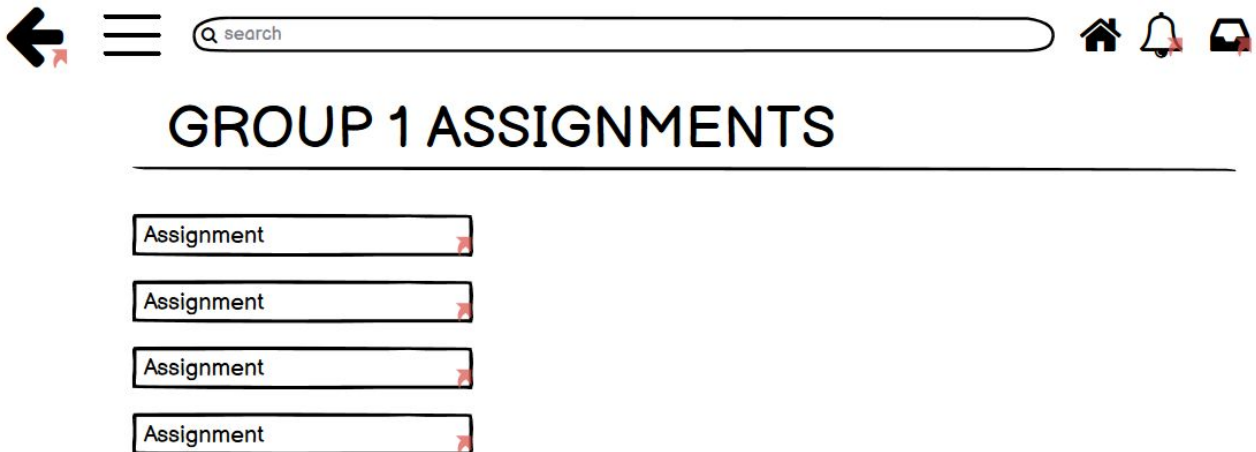 search
GROUP 1 ASSIGNMENTS
Assignment
Assignment
Assignment
Assignment